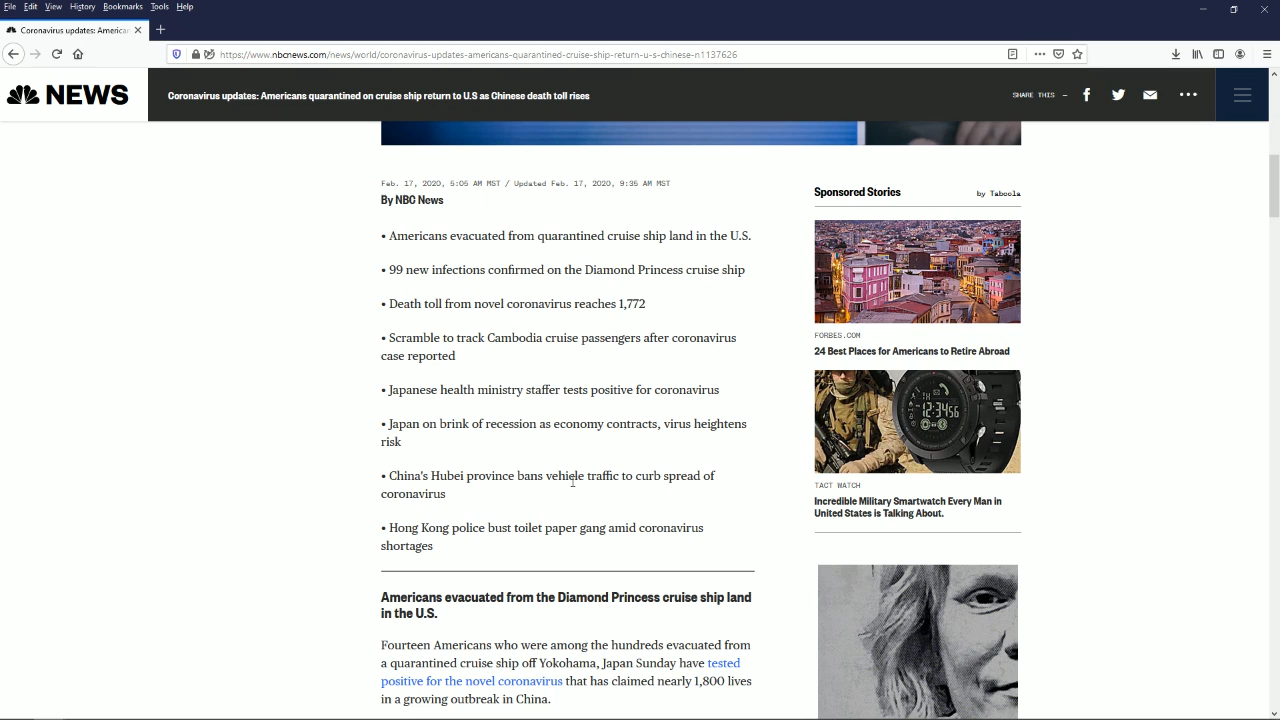 File Edit View History Bookmarks Tools Help
Coronavirus updates: American
https://www.nbcnews.com/news/world/coronavirus-updates-americans-quarantined-cruise-ship-return-u-s-chinese-n1137626
NEWS
Coronavirus updates: Americans quarantined on cruise ship return to U.S as Chinese death toll rises
SHARE THIS —
Feb. 17, 2020, 5:05 AM MST / Updated Feb. 17, 2020, 9:35 AM MST
By NBC News
• Americans evacuated from quarantined cruise ship land in the U.S.
• 99 new infections confirmed on the Diamond Princess cruise ship
• Death toll from novel coronavirus reaches 1,772
• Scramble to track Cambodia cruise passengers after coronavirus
case reported
• Japanese health ministry staffer tests positive for coronavirus
• Japan on brink of recession as economy contracts, virus heightens
risk
• China's Hubei province bans vehicle traffic to curb spread of
coronavirus
• Hong Kong police bust toilet paper gang amid coronavirus
shortages
Americans evacuated from the Diamond Princess cruise ship land
in the U.S.
Fourteen Americans who were among the hundreds evacuated from
a quarantined cruise ship off Yokohama, Japan Sunday have tested
positive for the novel coronavirus that has claimed nearly 1,800 lives
in a growing outbreak in China.
Sponsored Stories
by Taboola
FORBES.COM
24 Best Places for Americans to Retire Abroad
12:34:56
TACT WATCH
Incredible Military Smartwatch Every Man in
United States is Talking About.